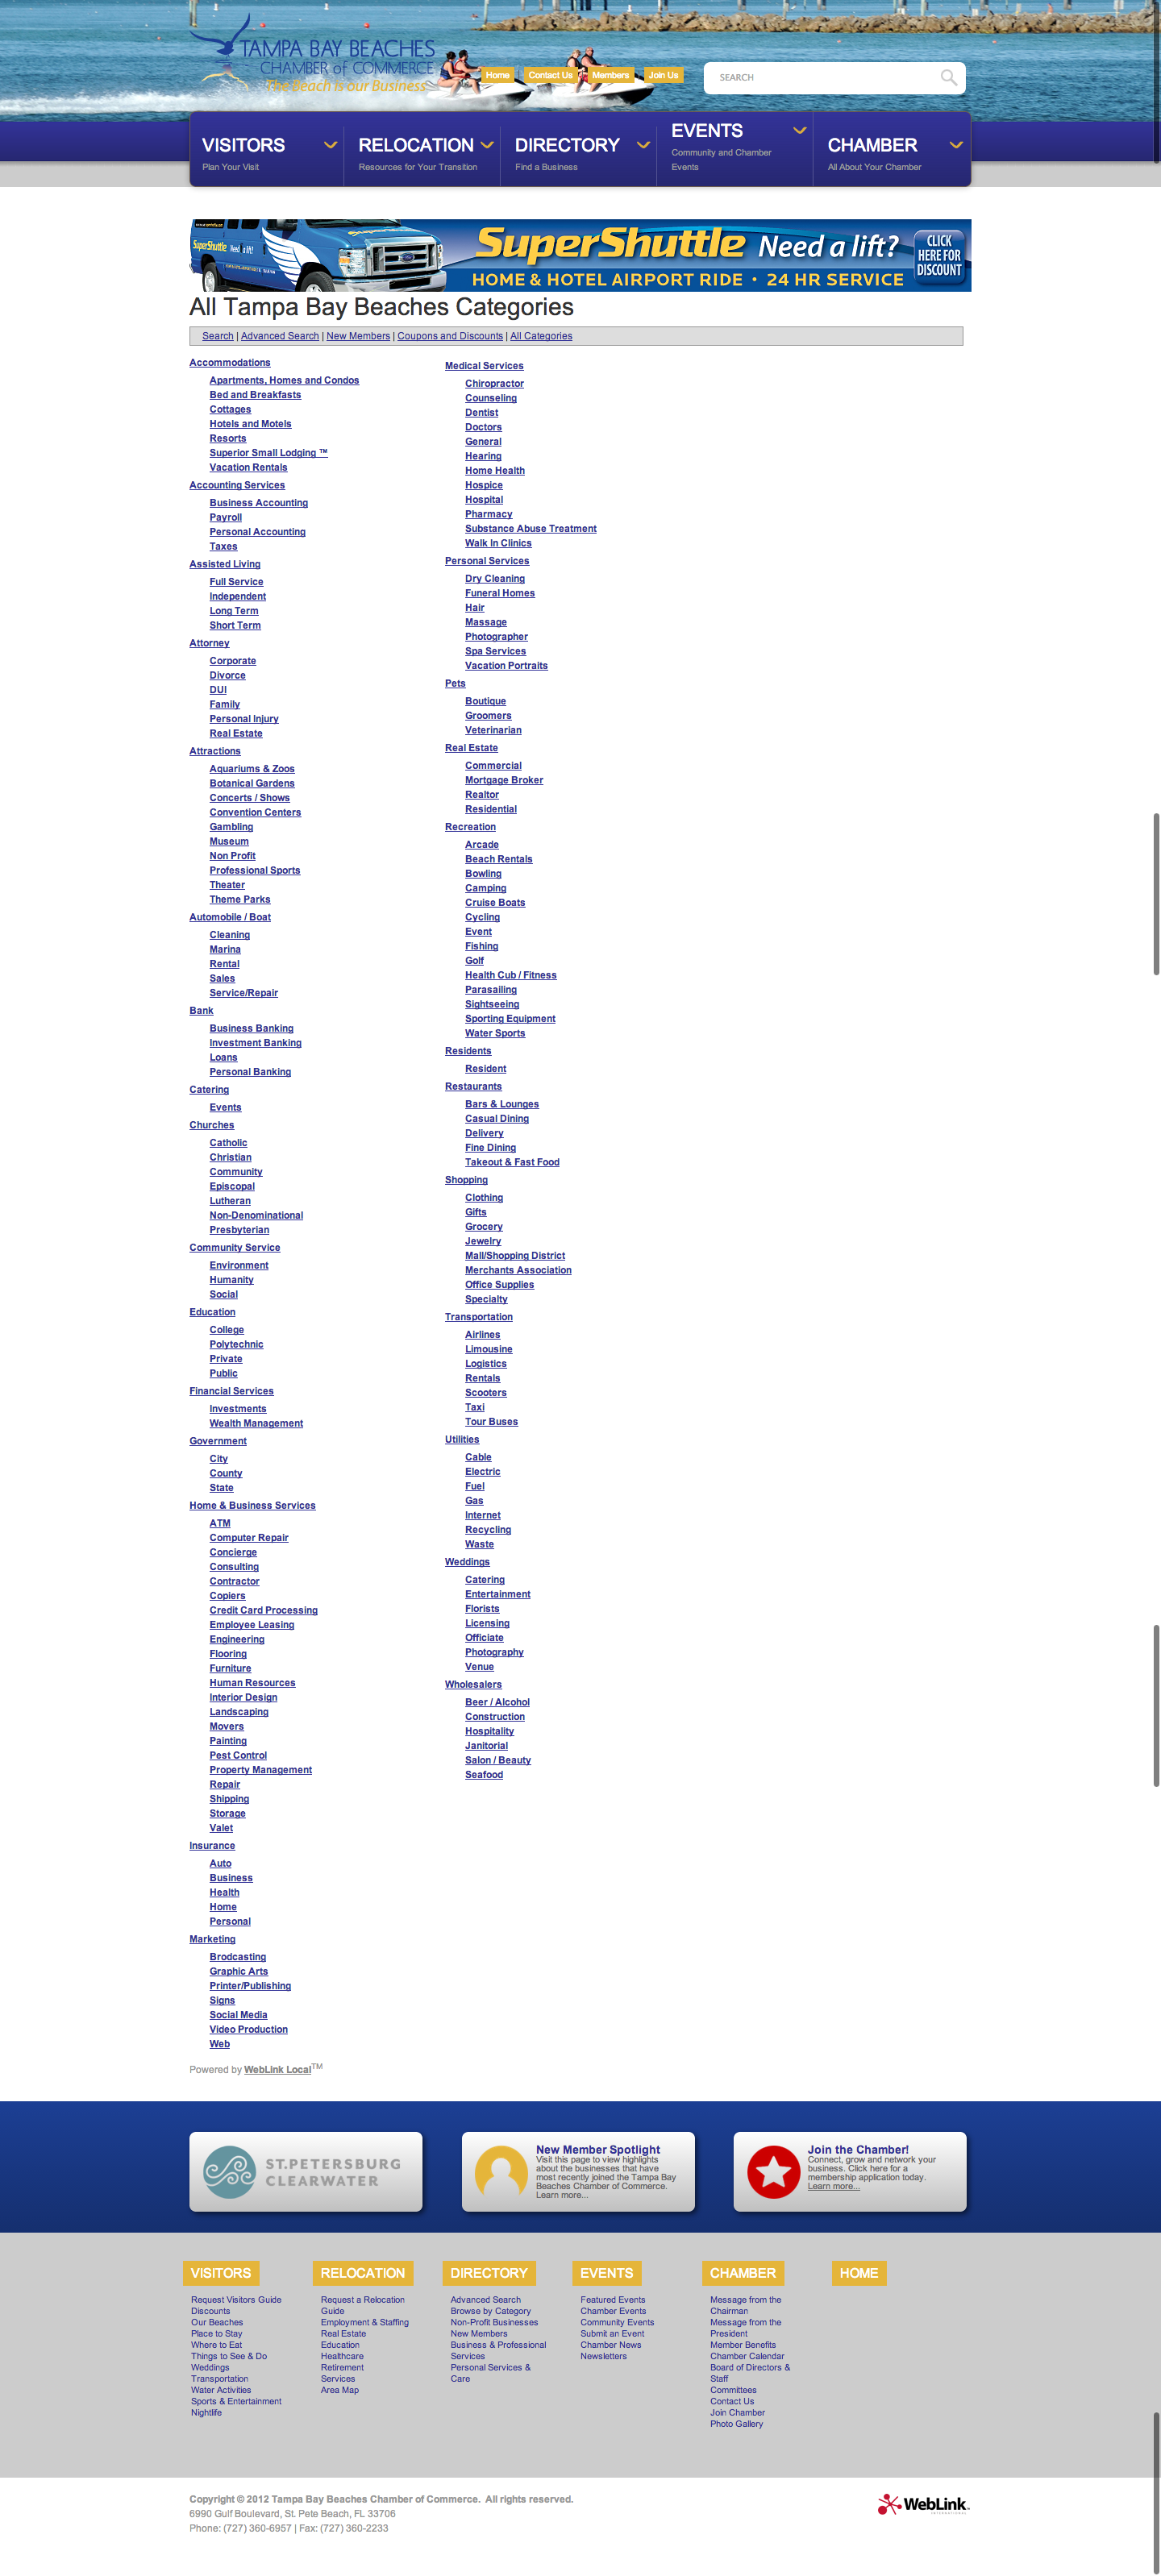 TAMPA BAY BEACHES
CHAMBER of COMMERCE
The Beach is our Business
Home
Contact Us
Members
Join Us
SEARCH
VISITORS
Plan Your Visit
RELOCATION
Resources for Your Transition
DIRECTORY
Find a Business
EVENTS
Community and Chamber
Events
CHAMBER
All About Your Chamber
SuperShuttle Need a lift?
SuperShuttle Need a lift?
HOME & HOTEL AIRPORT RIDE • 24 HR SERVICE
CLICK
HERE FOR
DISCOUNT
All Tampa Bay Beaches Categories
Search | Advanced Search | New Members | Coupons and Discounts | All Categories
Accommodations
Apartments, Homes and Condos
Bed and Breakfasts
Cottages
Hotels and Motels
Resorts
Superior Small Lodging ™
Vacation Rentals
Accounting Services
Business Accounting
Payroll
Personal Accounting
Taxes
Assisted Living
Full Service
Independent
Long Term
Short Term
Attorney
Corporate
Divorce
DUI
Family
Personal Injury
Real Estate
Attractions
Aquariums & Zoos
Botanical Gardens
Concerts / Shows
Convention Centers
Gambling
Museum
Non Profit
Professional Sports
Theater
Theme Parks
Automobile / Boat
Cleaning
Marina
Rental
Sales
Service/Repair
Bank
Business Banking
Investment Banking
Loans
Personal Banking
Catering
Events
Churches
Catholic
Christian
Community
Episcopal
Lutheran
Non-Denominational
Presbyterian
Community Service
Environment
Humanity
Social
Education
College
Polytechnic
Private
Public
Financial Services
Investments
Wealth Management
Government
City
County
State
Home & Business Services
ATM
Computer Repair
Concierge
Consulting
Contractor
Copiers
Credit Card Processing
Employee Leasing
Engineering
Flooring
Furniture
Human Resources
Interior Design
Landscaping
Movers
Painting
Pest Control
Property Management
Repair
Shipping
Storage
Valet
Insurance
Auto
Business
Health
Home
Personal
Marketing
Brodcasting
Graphic Arts
Printer/Publishing
Signs
Social Media
Video Production
Web
Medical Services
Chiropractor
Counseling
Dentist
Doctors
General
Hearing
Home Health
Hospice
Hospital
Pharmacy
Substance Abuse Treatment
Walk In Clinics
Personal Services
Dry Cleaning
Funeral Homes
Hair
Massage
Photographer
Spa Services
Vacation Portraits
Pets
Boutique
Groomers
Veterinarian
Real Estate
Commercial
Mortgage Broker
Realtor
Residential
Recreation
Arcade
Beach Rentals
Bowling
Camping
Cruise Boats
Cycling
Event
Fishing
Golf
Health Cub / Fitness
Parasailing
Sightseeing
Sporting Equipment
Water Sports
Residents
Resident
Restaurants
Bars & Lounges
Casual Dining
Delivery
Fine Dining
Takeout & Fast Food
Shopping
Clothing
Gifts
Grocery
Jewelry
Mall/Shopping District
Merchants Association
Office Supplies
Specialty
Transportation
Airlines
Limousine
Logistics
Rentals
Scooters
Taxi
Tour Buses
Utilities
Cable
Electric
Fuel
Gas
Internet
Recycling
Waste
Weddings
Catering
Entertainment
Florists
Licensing
Officiate
Photography
Venue
Wholesalers
Beer / Alcohol
Construction
Hospitality
Janitorial
Salon / Beauty
Seafood
Powered by WebLink Local™
ST.PETERSBURG
CLEARWATER
New Member Spotlight
Visit this page to view highlights
about the businesses that have
most recently joined the Tampa Bay
Beaches Chamber of Commerce.
Learn more...
Join the Chamber!
Connect, grow and network your
business. Click here for a
membership application today.
Learn more...
VISITORS
Request Visitors Guide
Discounts
Our Beaches
Place to Stay
Where to Eat
Things to See & Do
Weddings
Transportation
Water Activities
Sports & Entertainment
Nightlife
RELOCATION
Request a Relocation
Guide
Employment & Staffing
Real Estate
Education
Healthcare
Retirement
Services
Area Map
DIRECTORY
Advanced Search
Browse by Category
Non-Profit Businesses
New Members
Business & Professional
Services
Personal Services &
Care
EVENTS
Featured Events
Chamber Events
Community Events
Submit an Event
Chamber News
Newsletters
CHAMBER
Message from the
Chairman
Message from the
President
Member Benefits
Chamber Calendar
Board of Directors &
Staff
Committees
Contact Us
Join Chamber
Photo Gallery
HOME
Copyright © 2012 Tampa Bay Beaches Chamber of Commerce. All rights reserved.
6990 Gulf Boulevard, St. Pete Beach, FL 33706
Phone: (727) 360-6957 | Fax: (727) 360-2233
WebLink